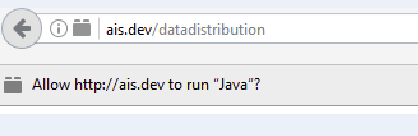 ais.dev/datadistribution
Allow http://ais.dev to run "Java"?